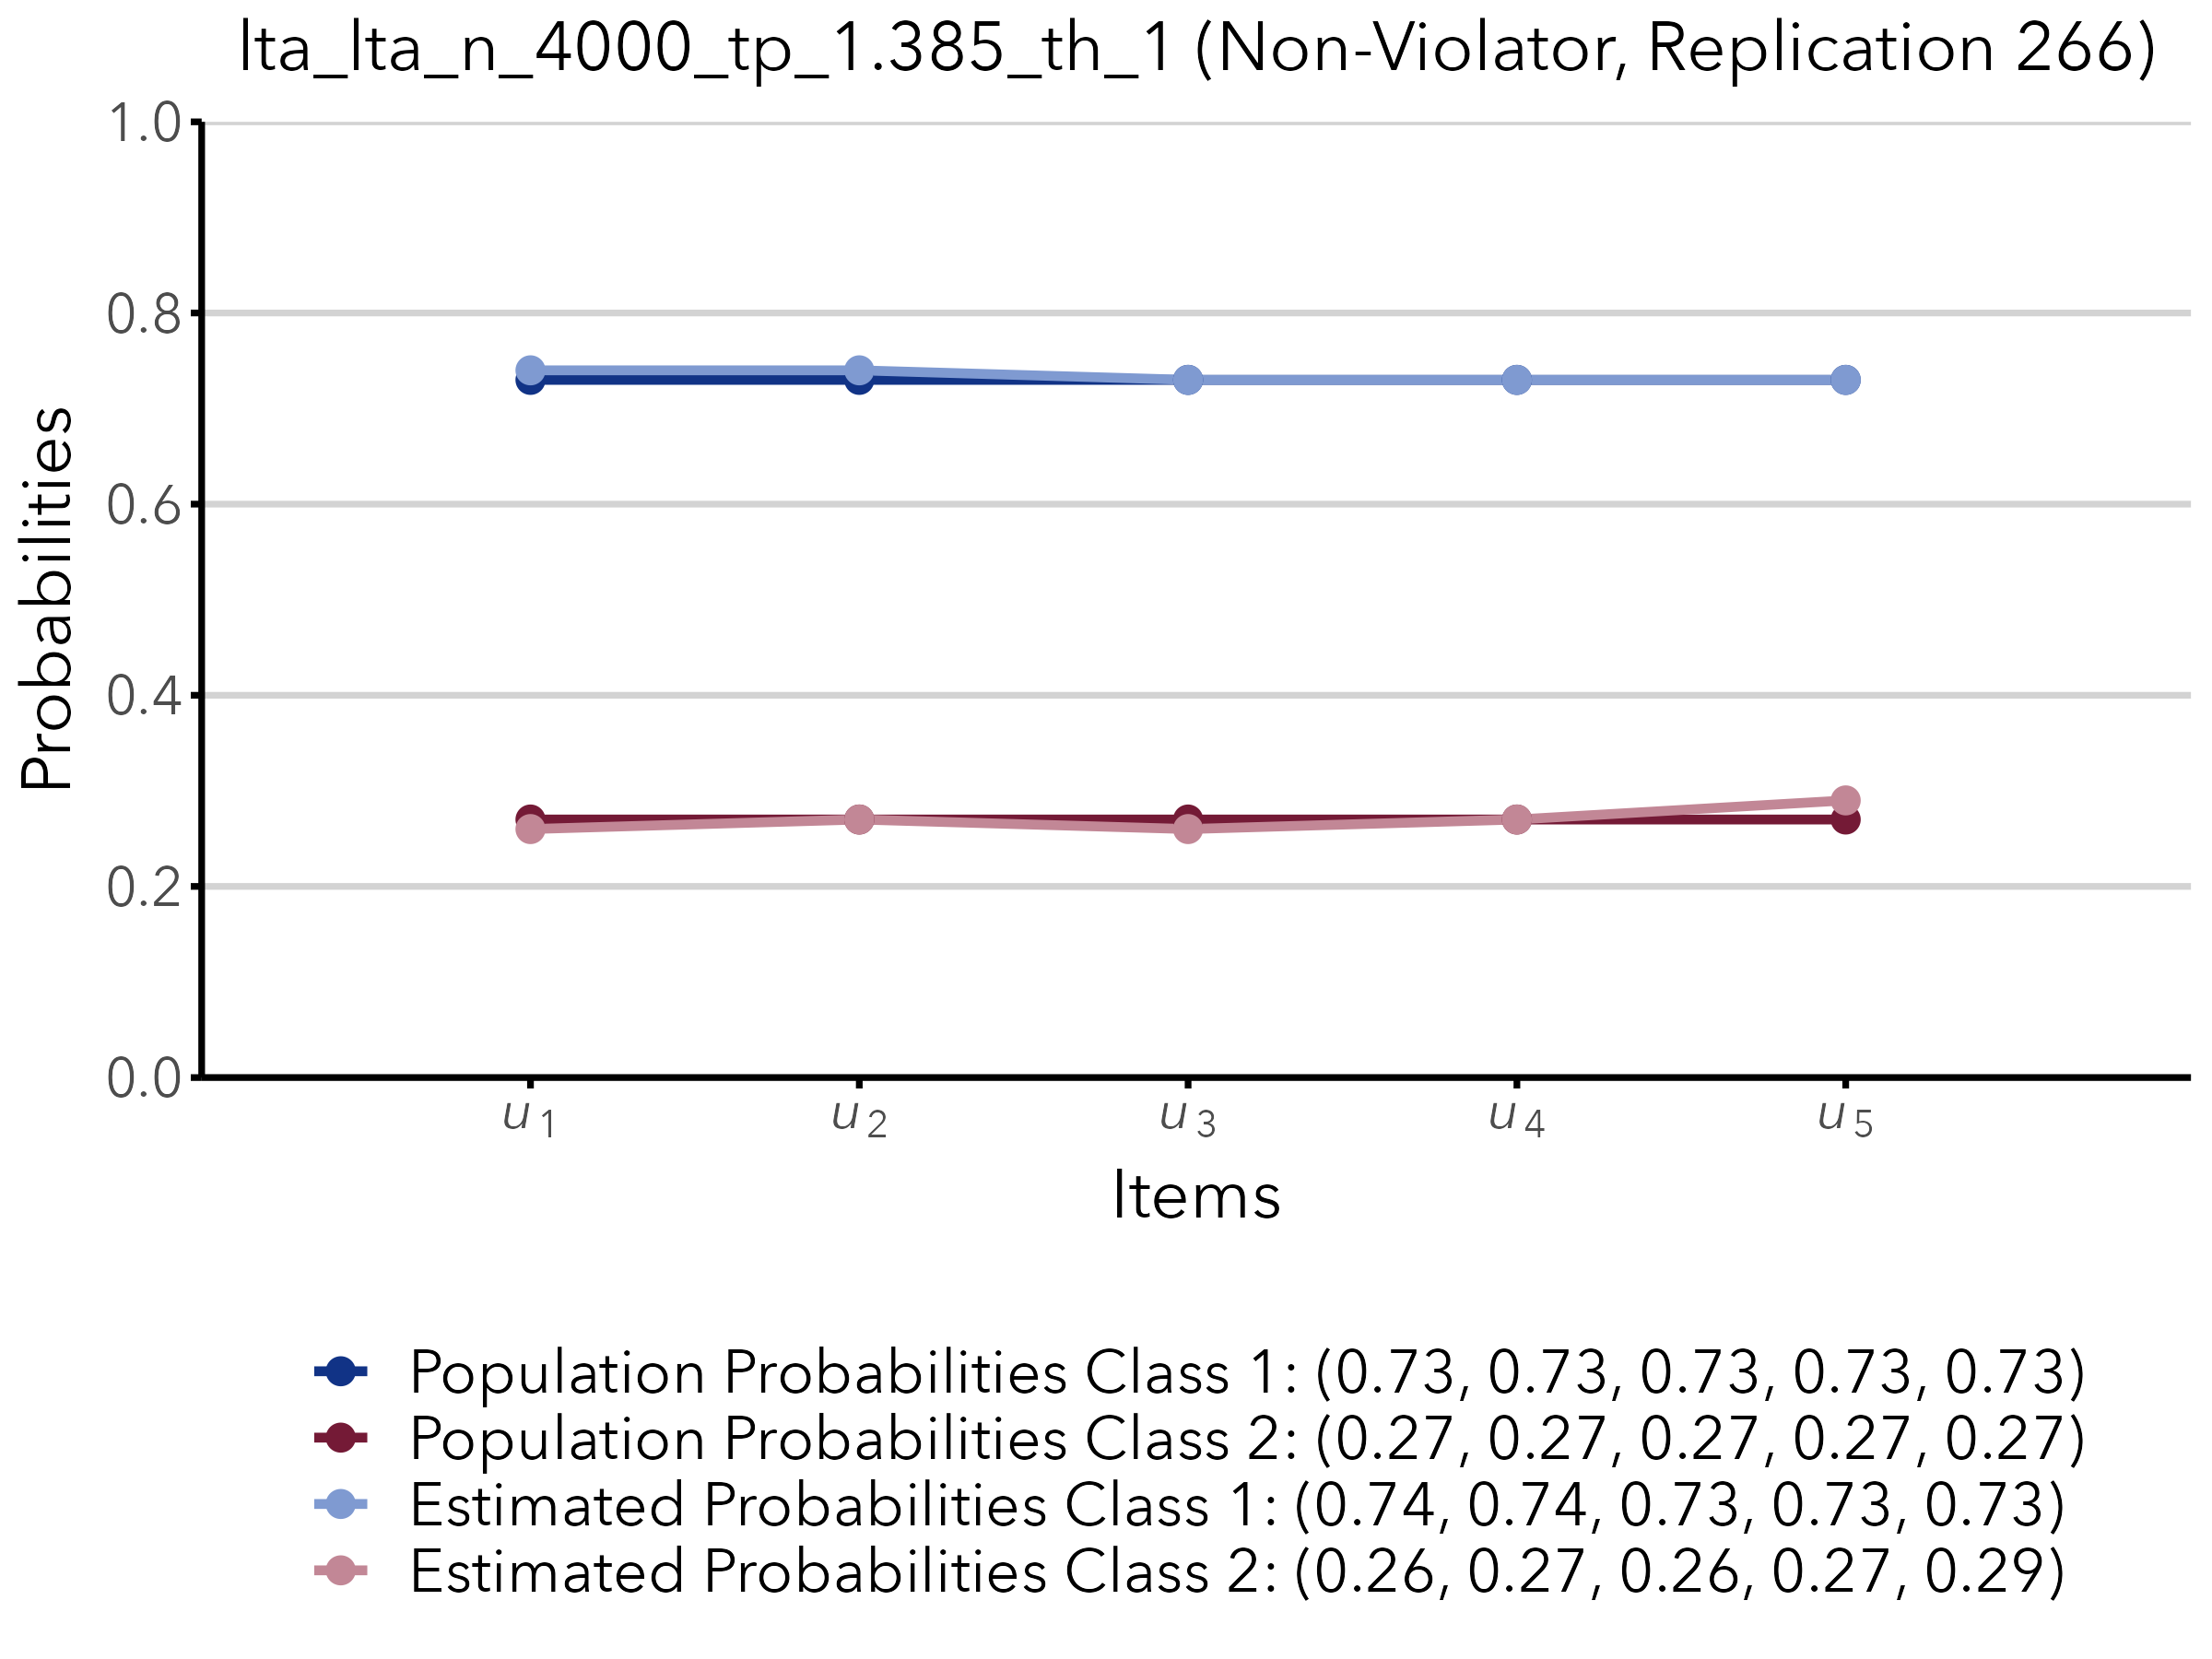 lta_lta_n_4000_tp_1.385_th_1 (Non-Violator, Replication 266)
Probabilities
1.0
0.8
0.6
0.4
0.2
0.0
u1 u2 u3 u4 u5
Items
Population Probabilities Class 1: (0.73, 0.73, 0.73, 0.73, 0.73)
Population Probabilities Class 2: (0.27, 0.27, 0.27, 0.27, 0.27)
Estimated Probabilities Class 1: (0.74, 0.74, 0.73, 0.73, 0.73)
Estimated Probabilities Class 2: (0.26, 0.27, 0.26, 0.27, 0.29)